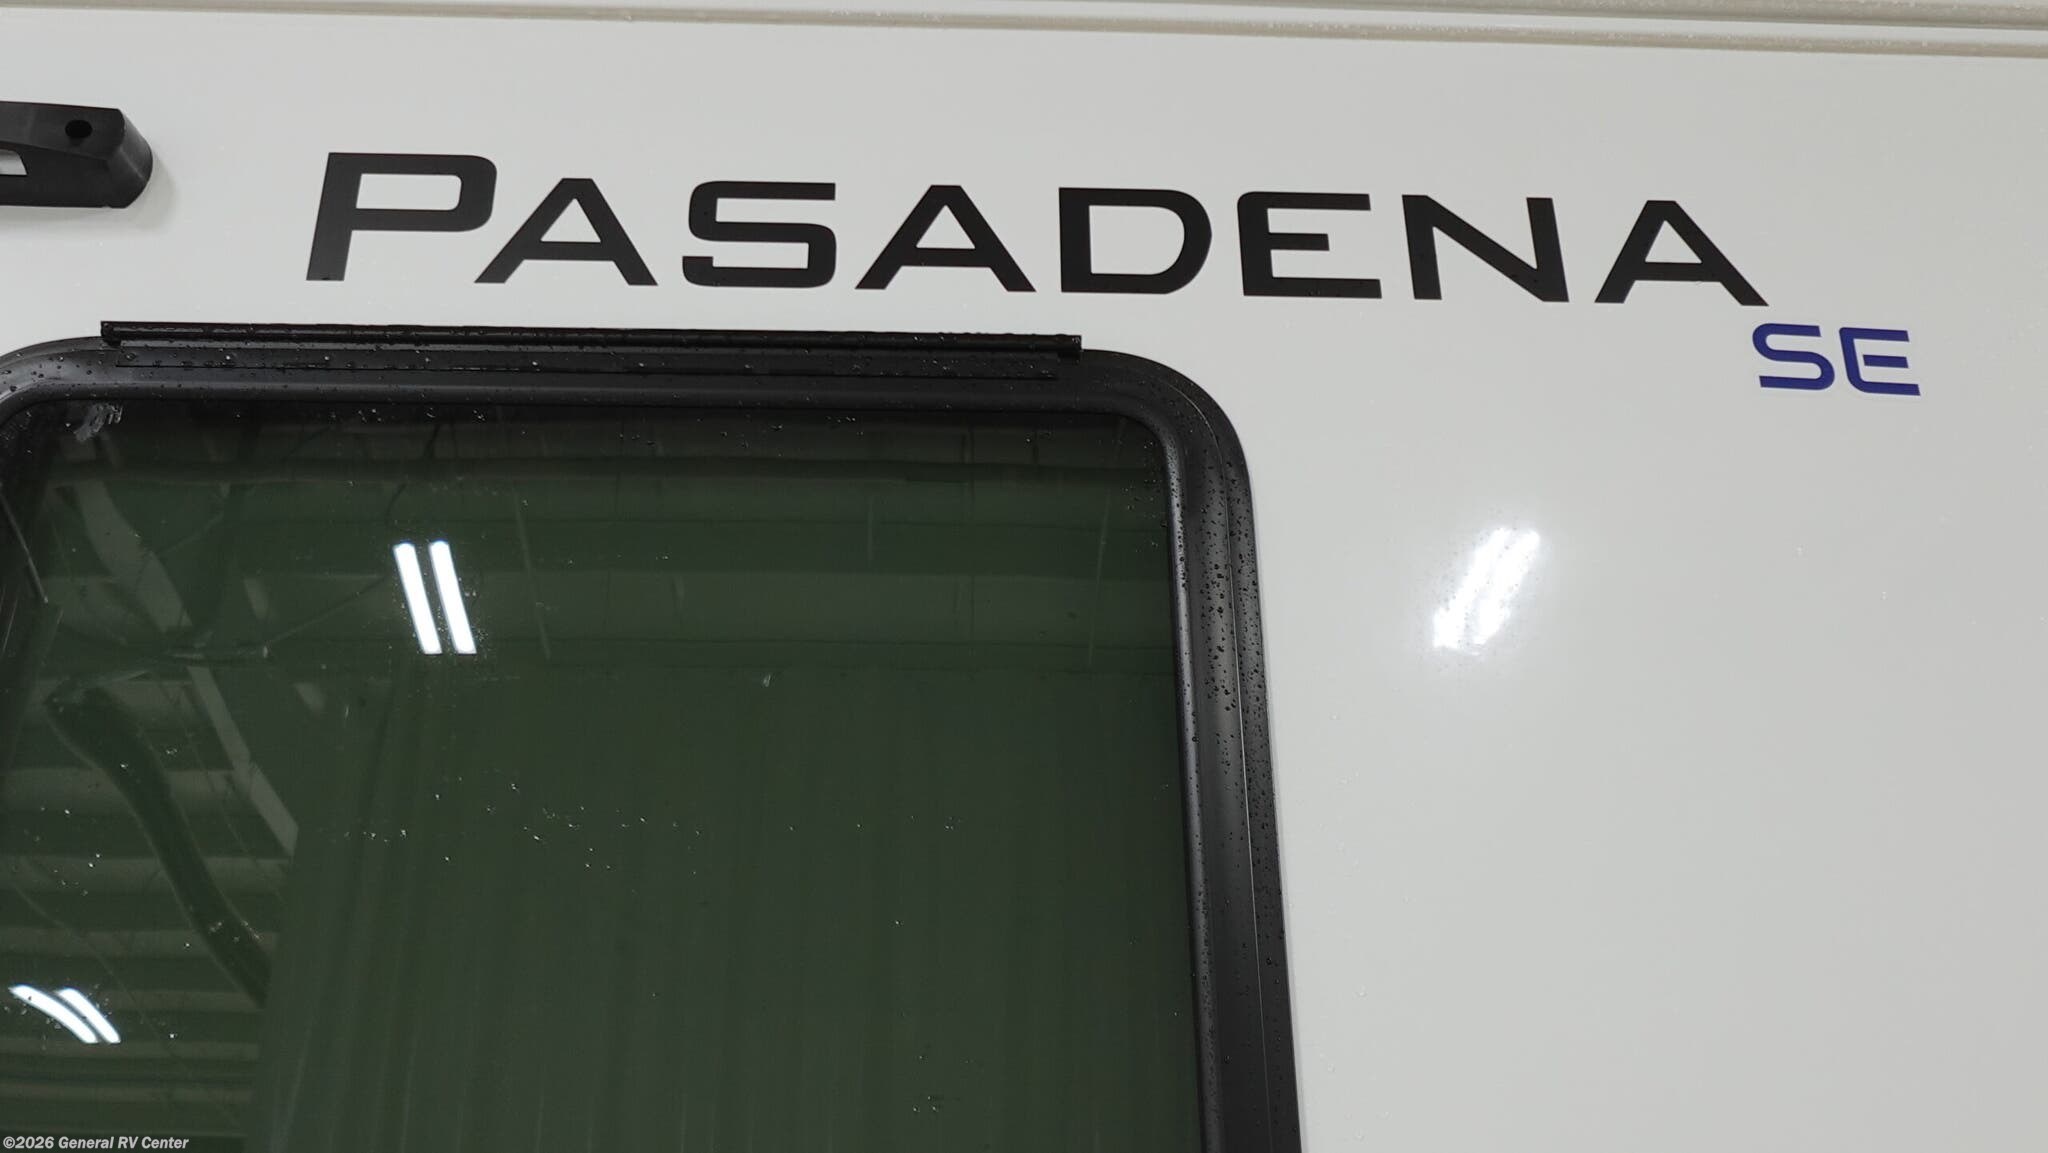 PASADENA
SE
©2026 General RV Center